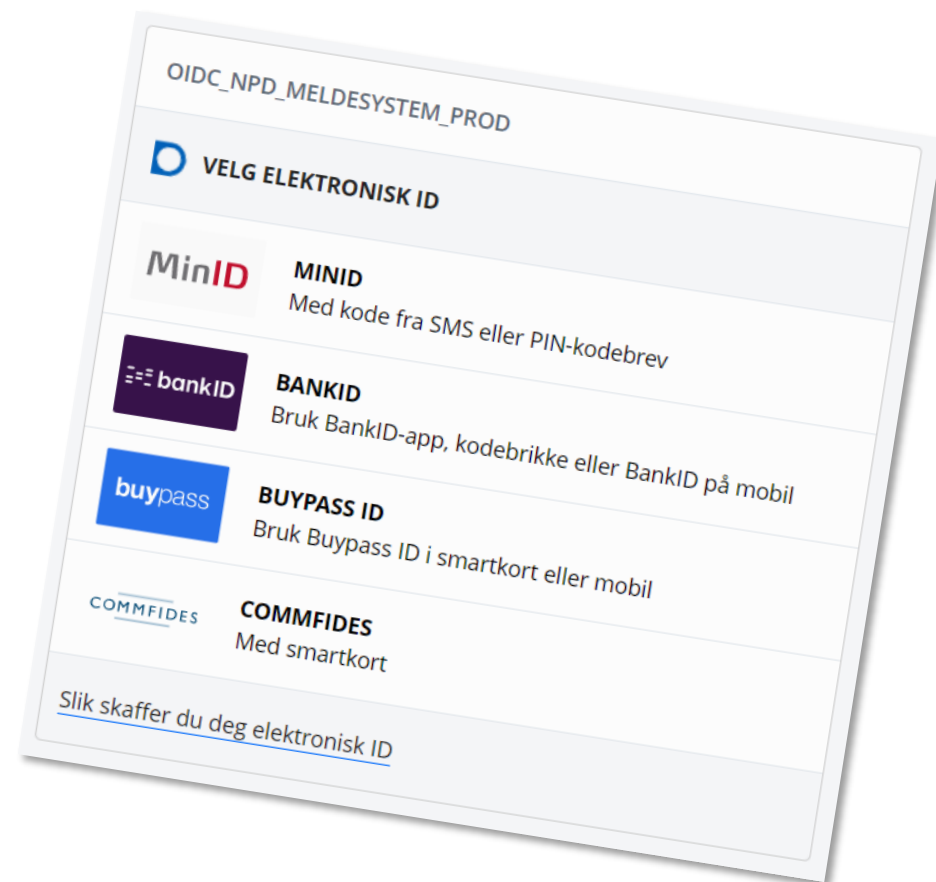 OIDC_NPD_MELDESYSTEM_PROD
VELG ELEKTRONISK ID
MinID
MINID
Med kode fra SMS eller PIN-kodebrev
bankID
BANKID
Bruk BankID-app, kodebrikke eller BankID på mobil
buypass
BUYPASS ID
Bruk Buypass ID i smartkort eller mobil
COMMFIDES
COMMFIDES
Med smartkort
Slik skaffer du deg elektronisk ID